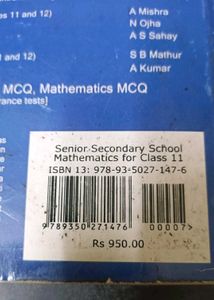 es 11 and 12)
A Mishra
N Ojha
A S Sahay
and 12)
S B Mathur
A Kumar
MCQ, Mathematics MCQ
rance tests]
Senior Secondary School
Mathematics for Class 11
ISBN 13: 978-93-5027-147-6
9 789350 271476
00007
Rs 950.00